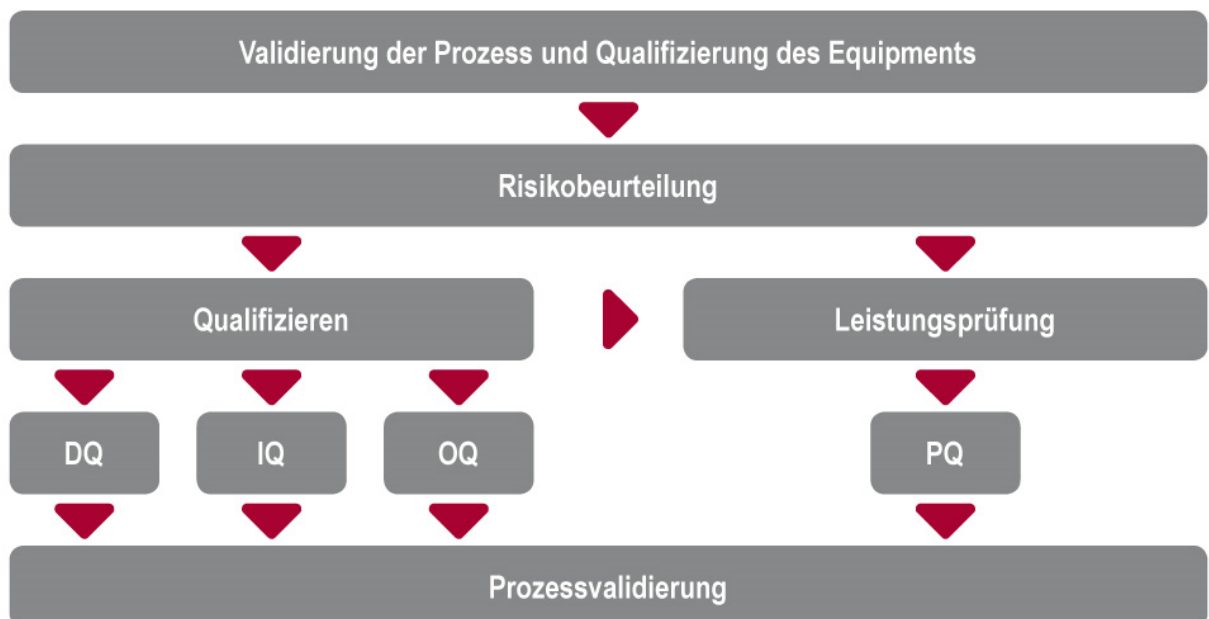 Validierung der Prozess und Qualifizierung des Equipments
Risikobeurteilung
Qualifizieren
Leistungsprüfung
DQ
IQ
OQ
PQ
Prozessvalidierung